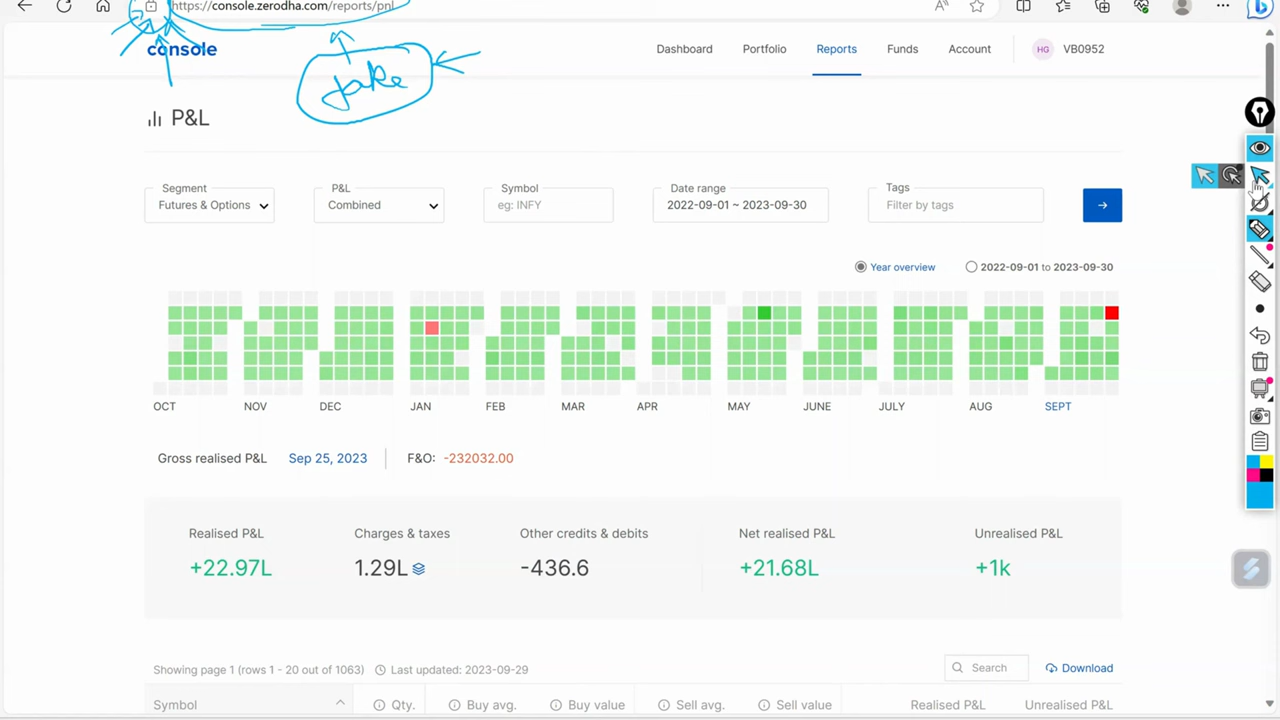 https://console.zerodha.com/reports/pnl
console
Dashboard Portfolio Reports Funds Account HG VB0952
fake
P&L
Segment P&L Symbol Date range Tags
Futures & Options Combined eg: INFY 2022-09-01 ~ 2023-09-30 Filter by tags
Year overview 2022-09-01 to 2023-09-30
OCT NOV DEC JAN FEB MAR APR MAY JUNE JULY AUG SEPT
Gross realised P&L Sep 25, 2023 F&O: -232032.00
Realised P&L Charges & taxes Other credits & debits Net realised P&L Unrealised P&L
+22.97L 1.29L -436.6 +21.68L +1k
Showing page 1 (rows 1 - 20 out of 1063) Last updated: 2023-09-29 Search Download
Symbol Qty. Buy avg. Buy value Sell avg. Sell value Realised P&L Unrealised P&L